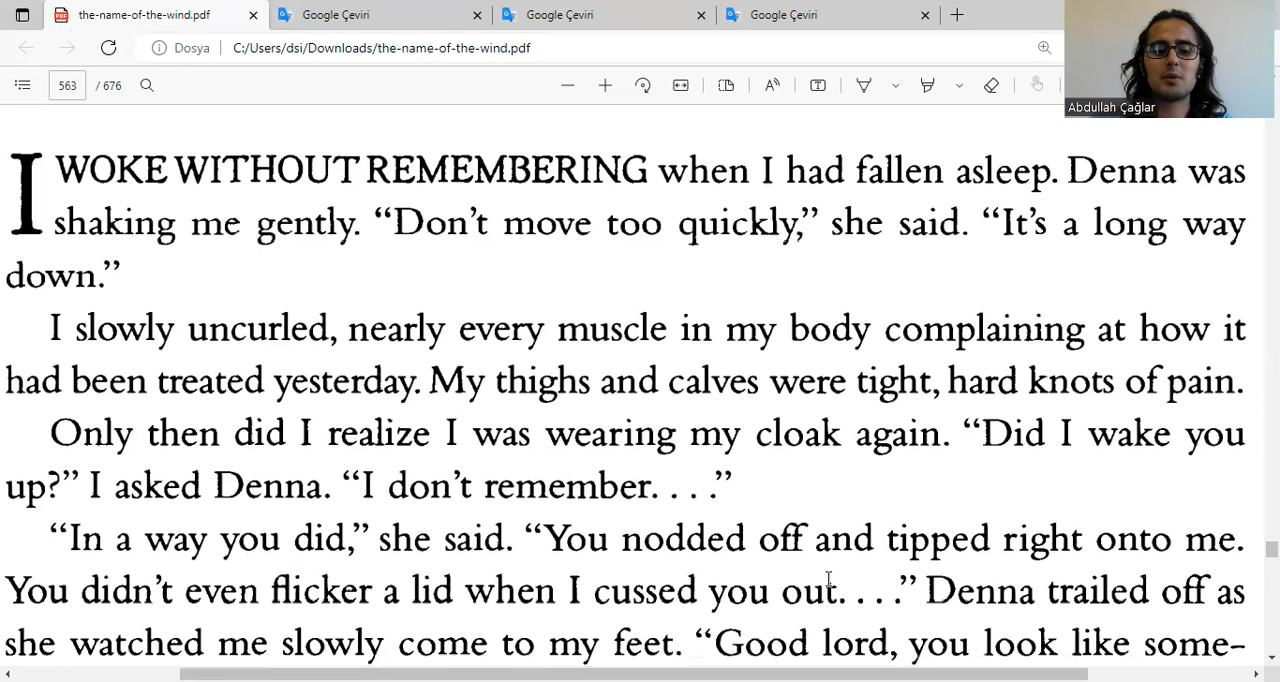 the-name-of-the-wind.pdf
Google Çeviri
Google Çeviri
Google Çeviri
Dosya
C:/Users/dsi/Downloads/the-name-of-the-wind.pdf
563 / 676
Abdullah Çağlar
I WOKE WITHOUT REMEMBERING when I had fallen asleep. Denna was
shaking me gently. “Don’t move too quickly,” she said. “It’s a long way
down.”
I slowly uncurled, nearly every muscle in my body complaining at how it
had been treated yesterday. My thighs and calves were tight, hard knots of pain.
Only then did I realize I was wearing my cloak again. “Did I wake you
up?” I asked Denna. “I don’t remember. . . .”
“In a way you did,” she said. “You nodded off and tipped right onto me.
You didn’t even flicker a lid when I cussed you out. . . .” Denna trailed off as
she watched me slowly come to my feet. “Good lord, you look like some-